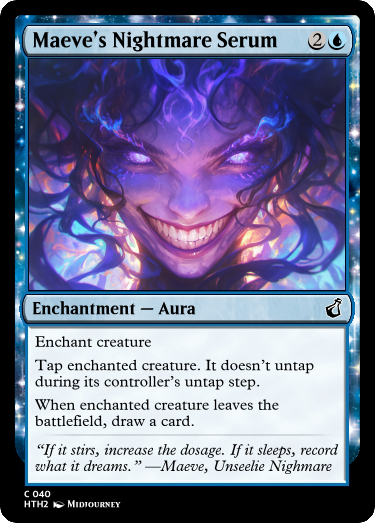 Maeve's Nightmare Serum 2
Enchantment — Aura
Enchant creature
Tap enchanted creature. It doesn't untap
during its controller's untap step.
When enchanted creature leaves the
battlefield, draw a card.
"If it stirs, increase the dosage. If it sleeps, record
what it dreams." —Maeve, Unseelie Nighmare
C 040
HTH2 Midjourney